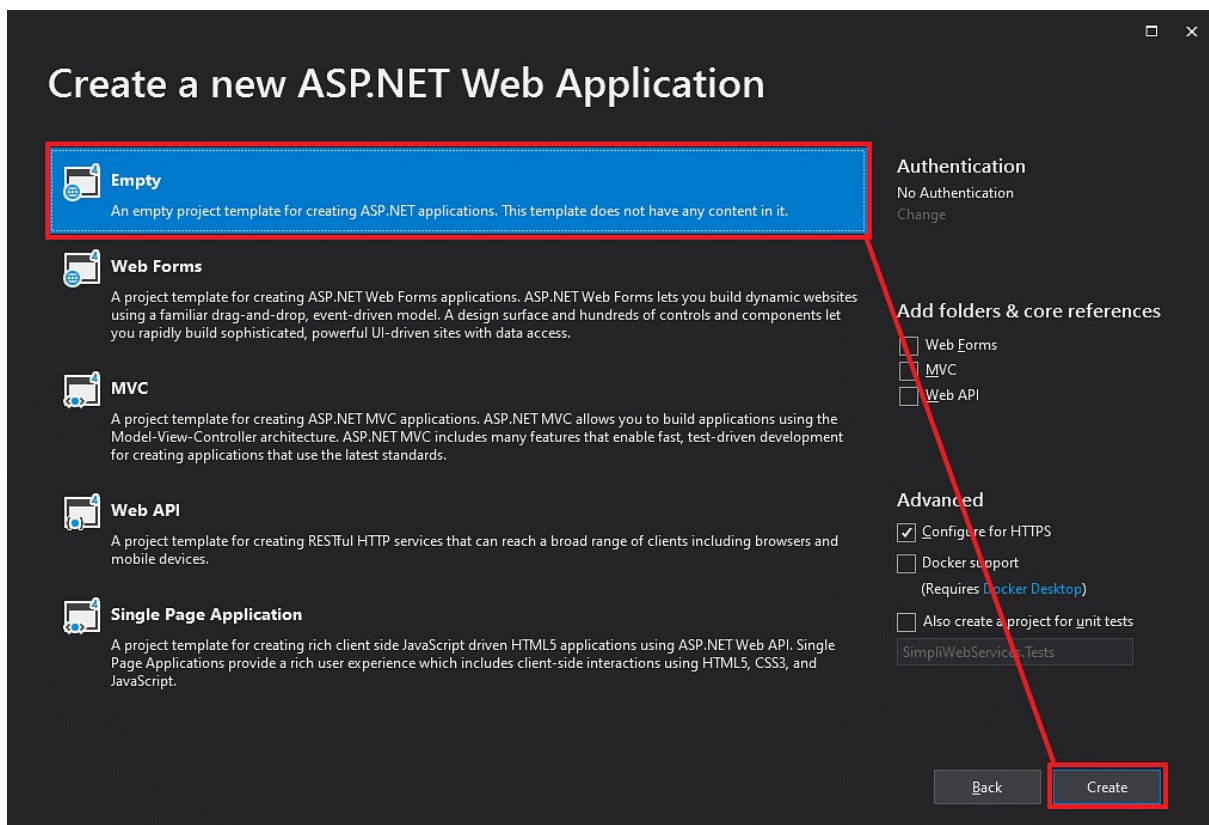 Create a new ASP.NET Web Application
Empty
An empty project template for creating ASP.NET applications. This template does not have any content in it.
Web Forms
A project template for creating ASP.NET Web Forms applications. ASP.NET Web Forms lets you build dynamic websites
using a familiar drag-and-drop, event-driven model. A design surface and hundreds of controls and components let
you rapidly build sophisticated, powerful UI-driven sites with data access.
MVC
A project template for creating ASP.NET MVC applications. ASP.NET MVC allows you to build applications using the
Model-View-Controller architecture. ASP.NET MVC includes many features that enable fast, test-driven development
for creating applications that use the latest standards.
Web API
A project template for creating RESTful HTTP services that can reach a broad range of clients including browsers and
mobile devices.
Single Page Application
A project template for creating rich client side JavaScript driven HTML5 applications using ASP.NET Web API. Single
Page Applications provide a rich user experience which includes client-side interactions using HTML5, CSS3, and
JavaScript.
Authentication
No Authentication
Change
Add folders & core references
Web Forms
MVC
Web API
Advanced
Configure for HTTPS
Docker support
(Requires Docker Desktop)
Also create a project for unit tests
SimpliWebServices.Tests
Back
Create